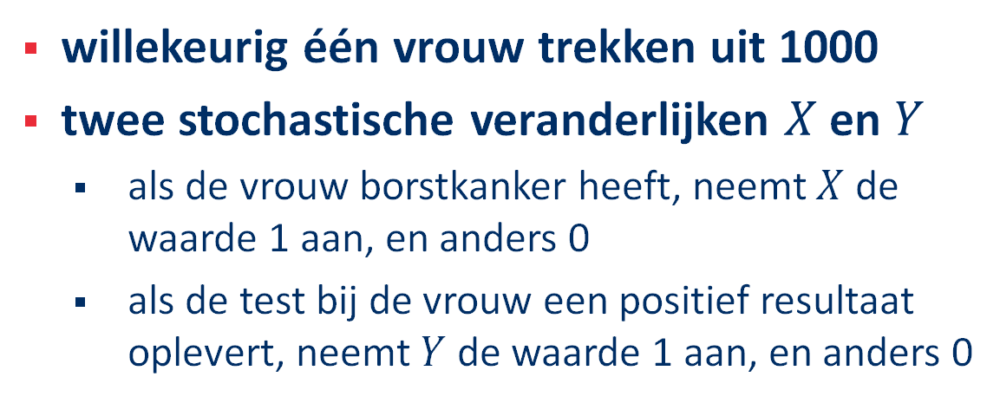 ▪ willekeurig één vrouw trekken uit 1000
▪ twee stochastische veranderlijken X en Y
▪ als de vrouw borstkanker heeft, neemt X de
waarde 1 aan, en anders 0
▪ als de test bij de vrouw een positief resultaat
oplevert, neemt Y de waarde 1 aan, en anders 0